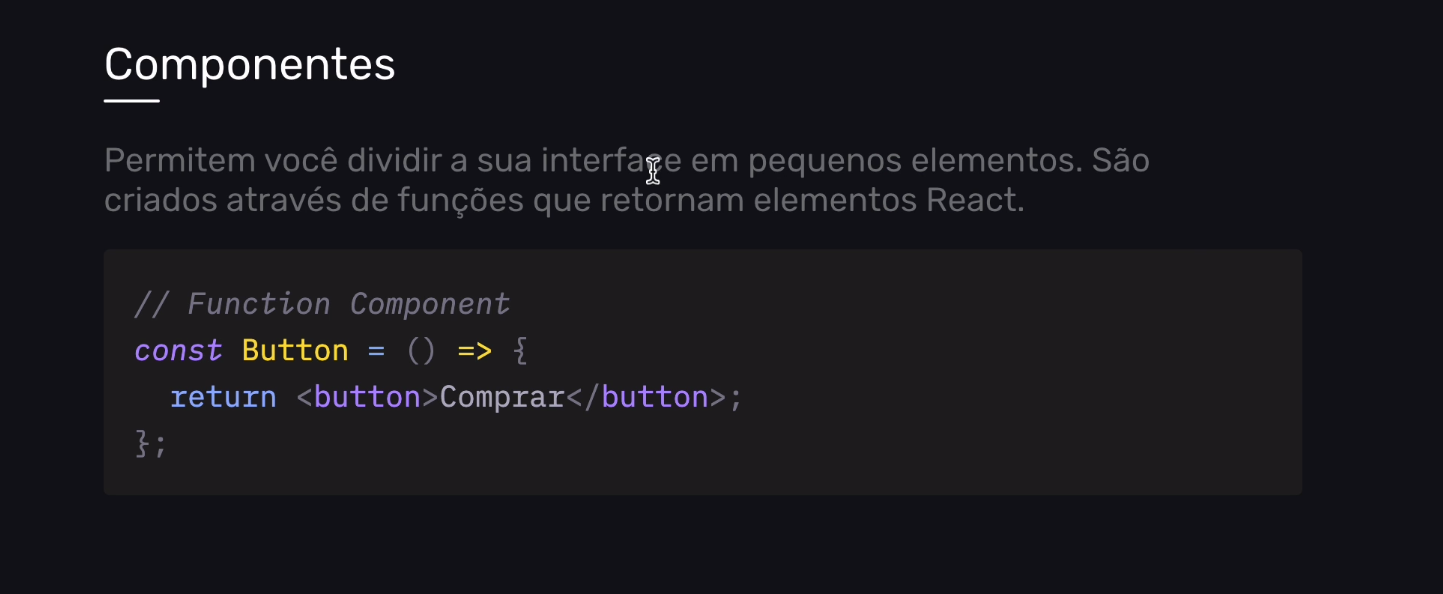 Componentes
Permitem você dividir a sua interface em pequenos elementos. São
criados através de funções que retornam elementos React.
// Function Component
const Button = () => {
  return <button>Comprar</button>;
};